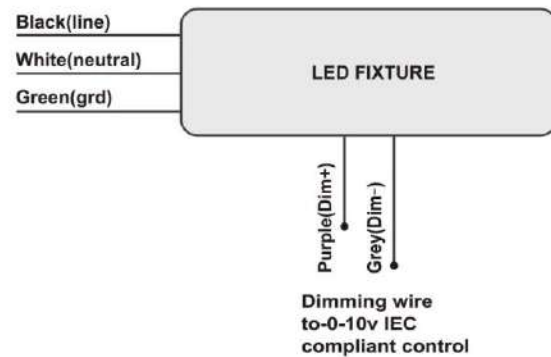 Black(line)
White(neutral)
Green(grd)
LED FIXTURE
Purple(Dim+)
Grey(Dim-)
Dimming wire
to-0-10v IEC
compliant control